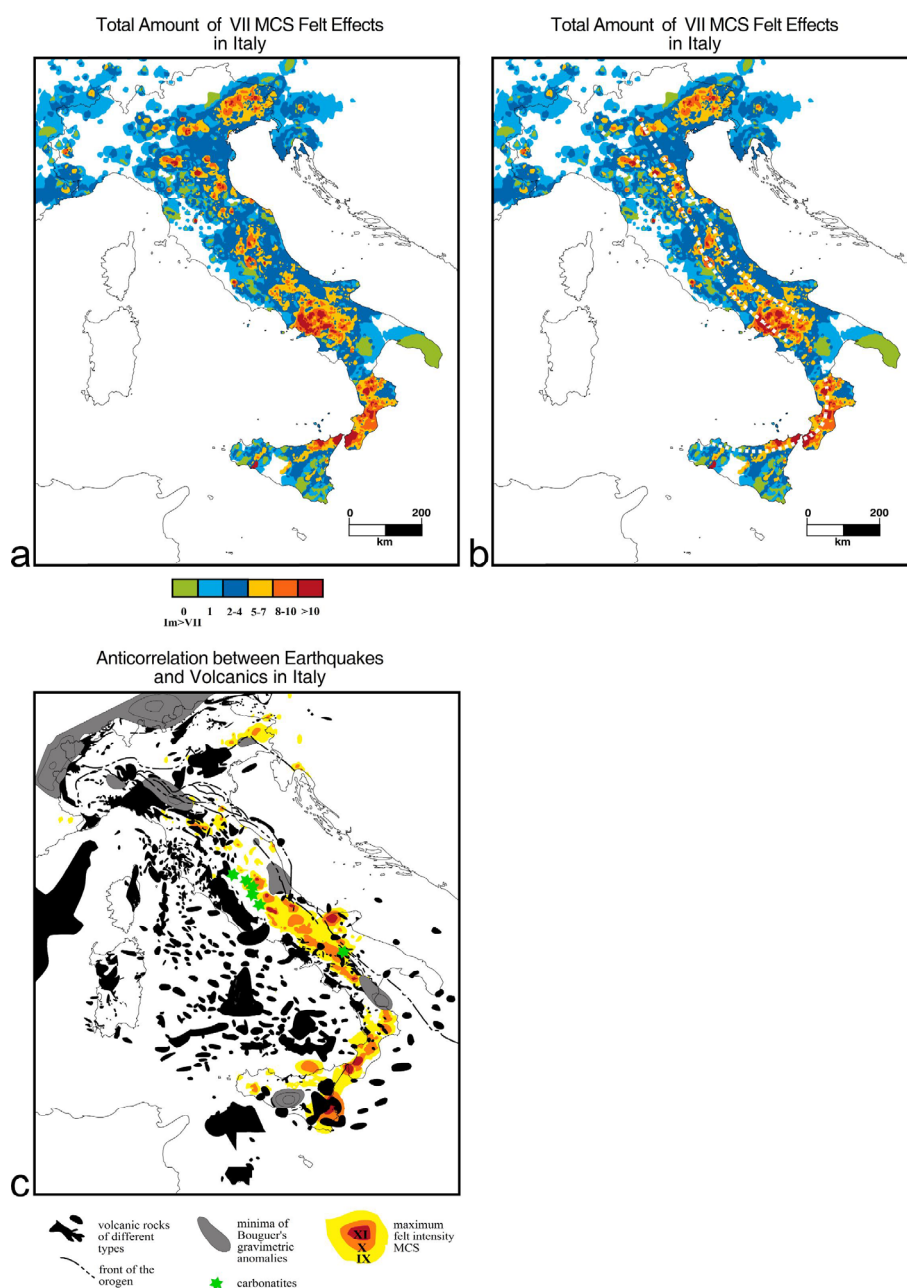 Total Amount of VII MCS Felt Effects
in Italy
0
200
km
a
Total Amount of VII MCS Felt Effects
in Italy
0
200
km
b
0
1
2-4
5-7
8-10
>10
Im>VII
Anticorrelation between Earthquakes
and Volcanics in Italy
c
volcanic rocks
of different
types
front of the
orogen
minima of
Bouguer's
gravimetric
anomalies
carbonatites
XI
X
IX
maximum
felt intensity
MCS